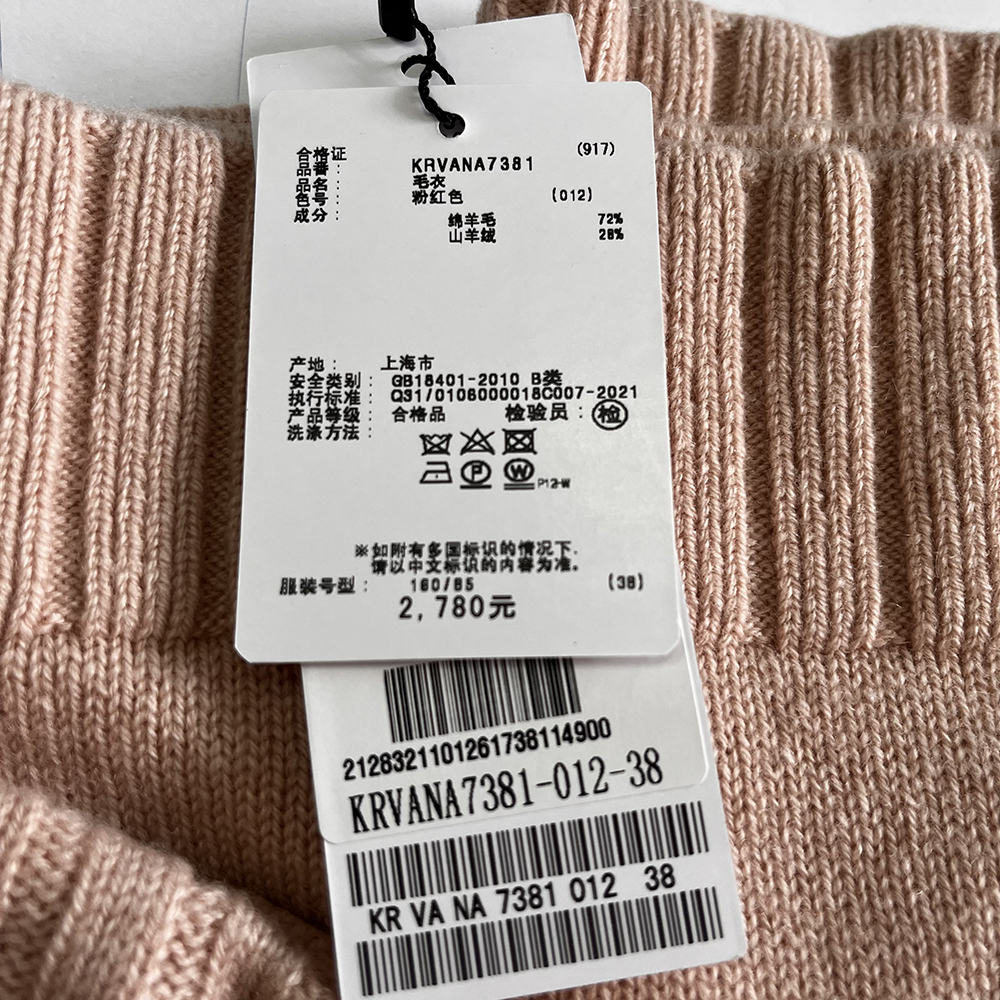 合格证 (917)
品番： KRVANA7381
品名： 毛衣
色号： 粉红色 (012)
成分： 绵羊毛 72%
山羊绒 28%
产地： 上海市
安全类别： GB18401-2010 B类
执行标准： Q31/0106000018C007-2021
产品等级： 合格品 检验员：检
洗涤方法：
P W P12-W
※如附有多国标识的情况下.
请以中文标识的内容为准。
服装号型： 160/85 (38)
2,780元
2128321101261738114900
KRVANA7381-012-38
KR VA NA 7381 012 38